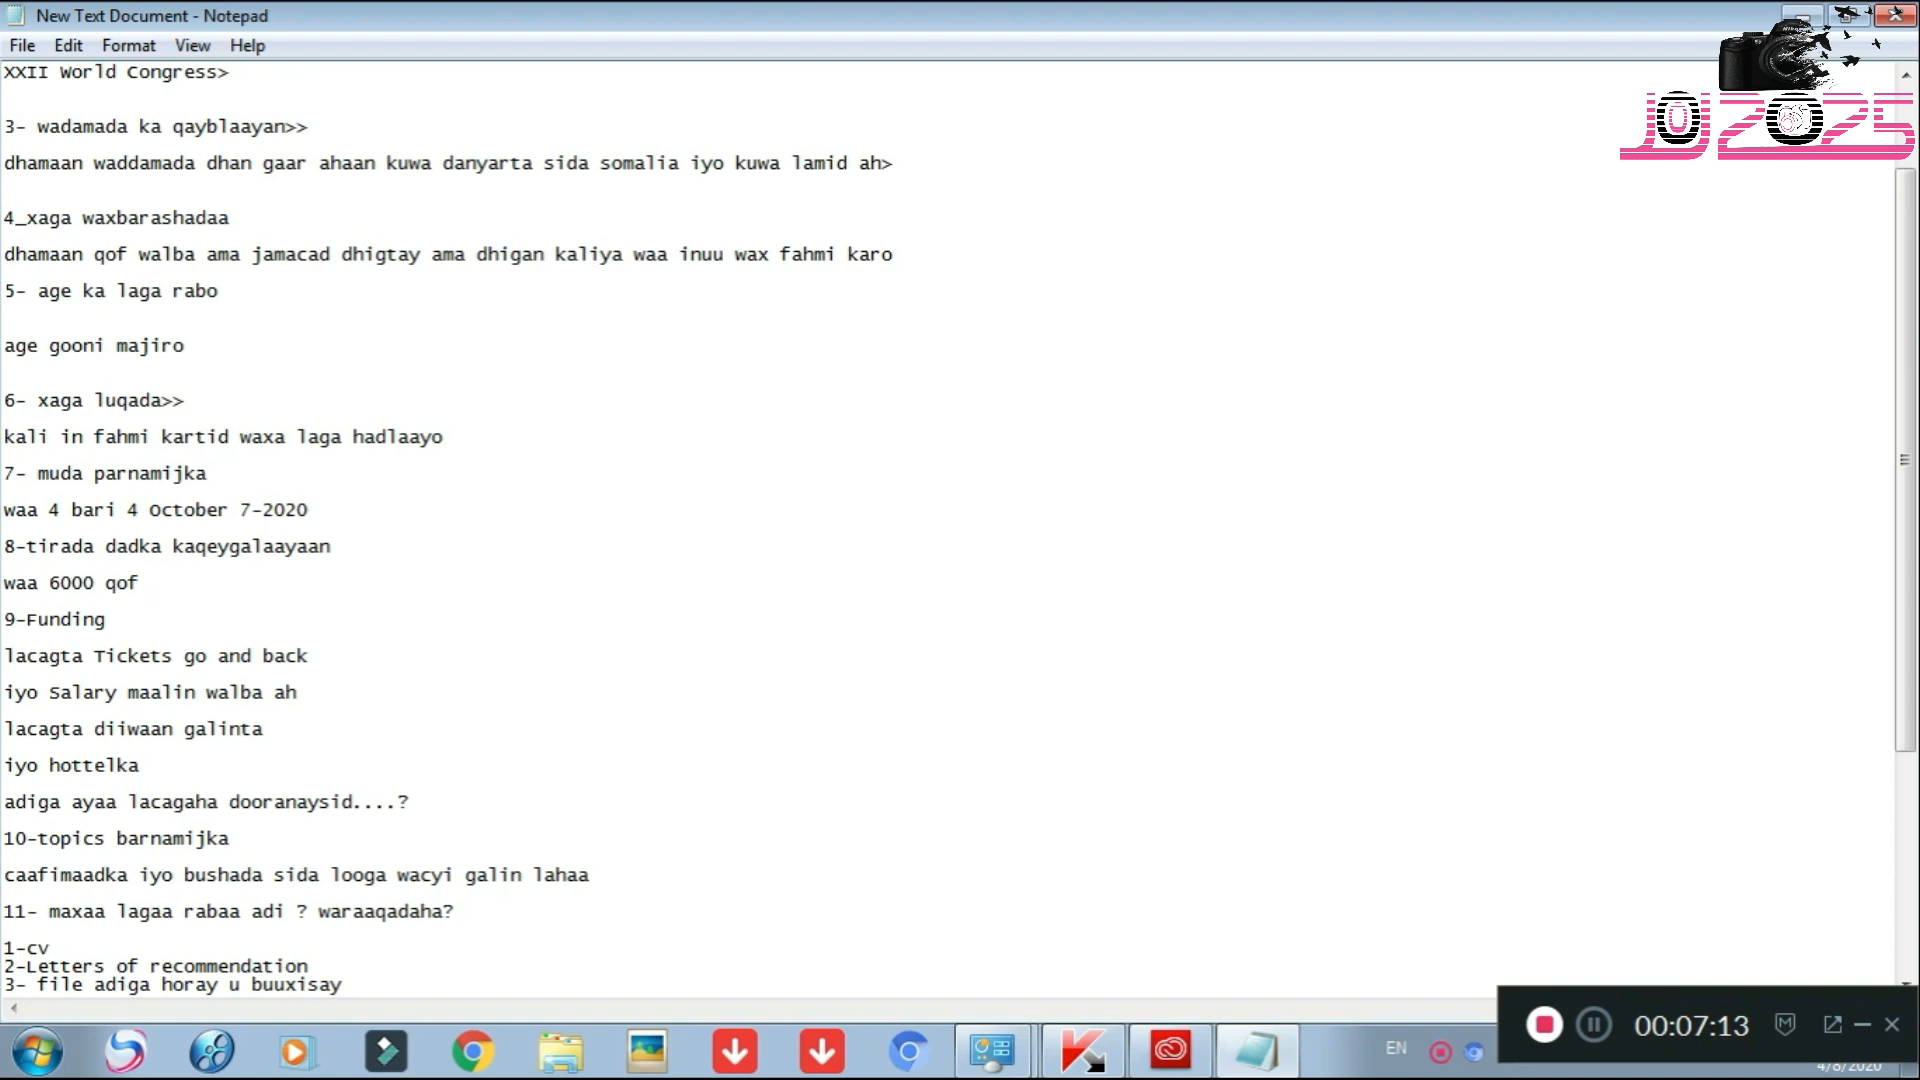 New Text Document - Notepad
File Edit Format View Help
XXII World Congress>
3- wadamada ka qayblaayan>>
dhamaan waddamada dhan gaar ahaan kuwa danyarta sida somalia iyo kuwa lamid ah>
4_xaga waxbarashadaa
dhamaan qof walba ama jamacad dhigtay ama dhigan kaliya waa inuu wax fahmi karo
5- age ka laga rabo
age gooni majiro
6- xaga luqada>>
kali in fahmi kartid waxa laga hadlaayo
7- muda parnamijka
waa 4 bari 4 October 7-2020
8-tirada dadka kaqeygalaayaan
waa 6000 qof
9-Funding
lacagta Tickets go and back
iyo Salary maalin walba ah
lacagta diiwaan galinta
iyo hottelka
adiga ayaa lacagaha dooranaysid....?
10-topics barnamijka
caafimaadka iyo bushada sida looga wacyi galin lahaa
11- maxaa lagaa rabaa adi ? waraaqadaha?
1-cv
2-Letters of recommendation
3- file adiga horay u buuxisay
00:07:13
EN
4/8/2020